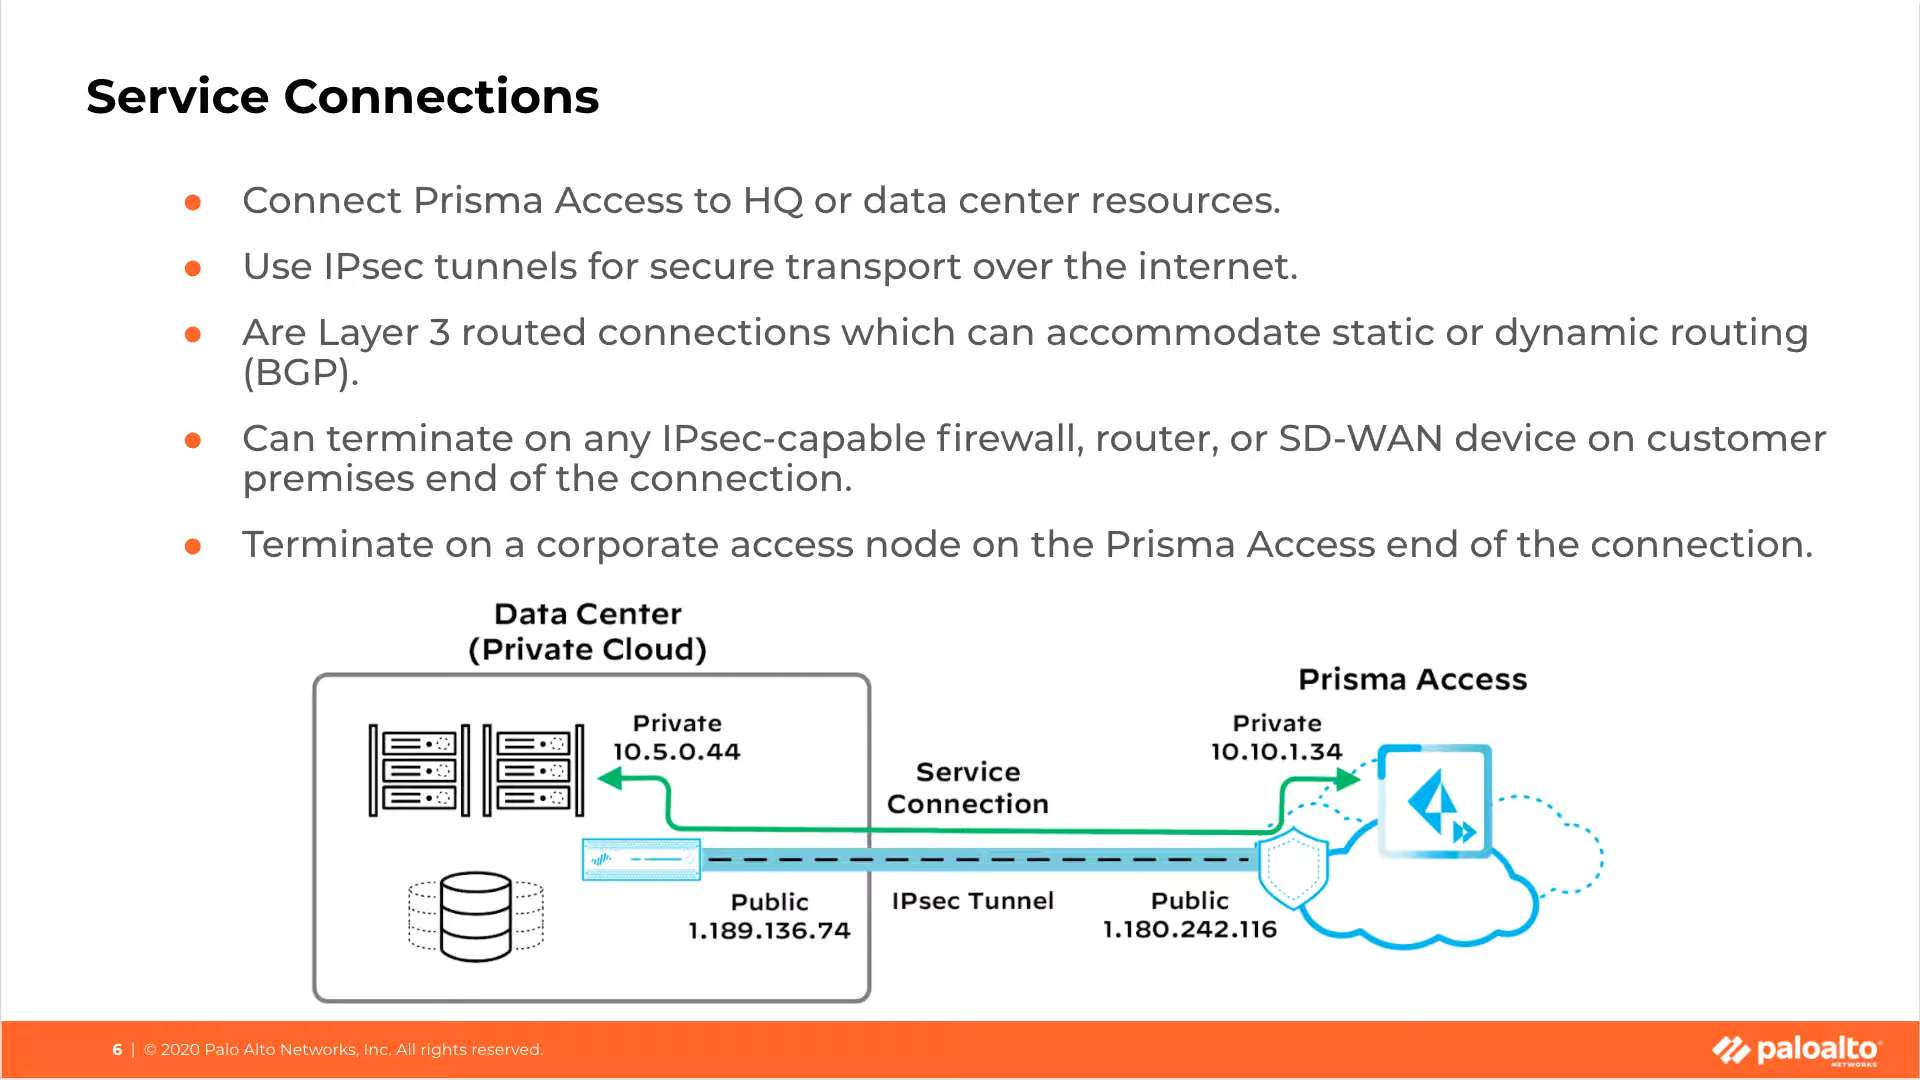 Service Connections
Connect Prisma Access to HQ or data center resources.
Use IPsec tunnels for secure transport over the internet.
Are Layer 3 routed connections which can accommodate static or dynamic routing
(BGP).
Can terminate on any IPsec-capable firewall, router, or SD-WAN device on customer
premises end of the connection.
Terminate on a corporate access node on the Prisma Access end of the connection.
Data Center
(Private Cloud)
Prisma Access
Private
10.5.0.44
Private
10.10.1.34
Service
Connection
Public
1.189.136.74
IPsec Tunnel
Public
1.180.242.116
6 | © 2020 Palo Alto Networks, Inc. All rights reserved.
paloalto
NETWORKS